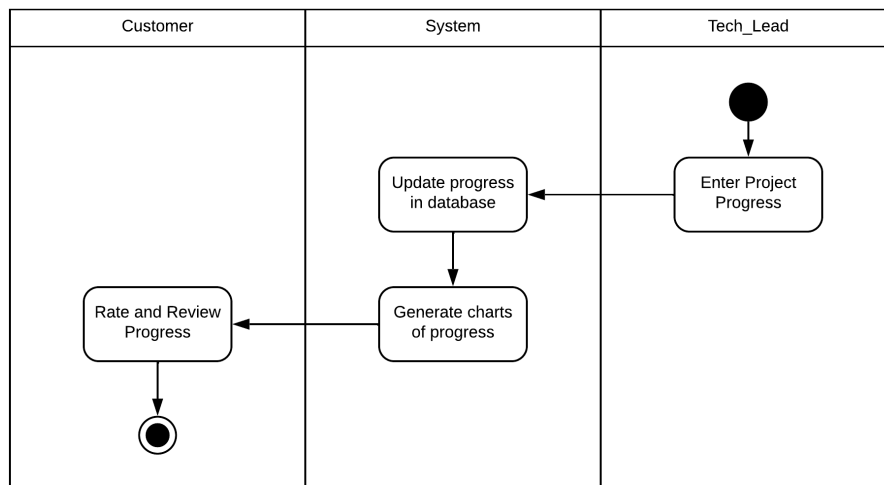 Customer
System
Tech_Lead
Update progress
in database
Enter Project
Progress
Rate and Review
Progress
Generate charts
of progress